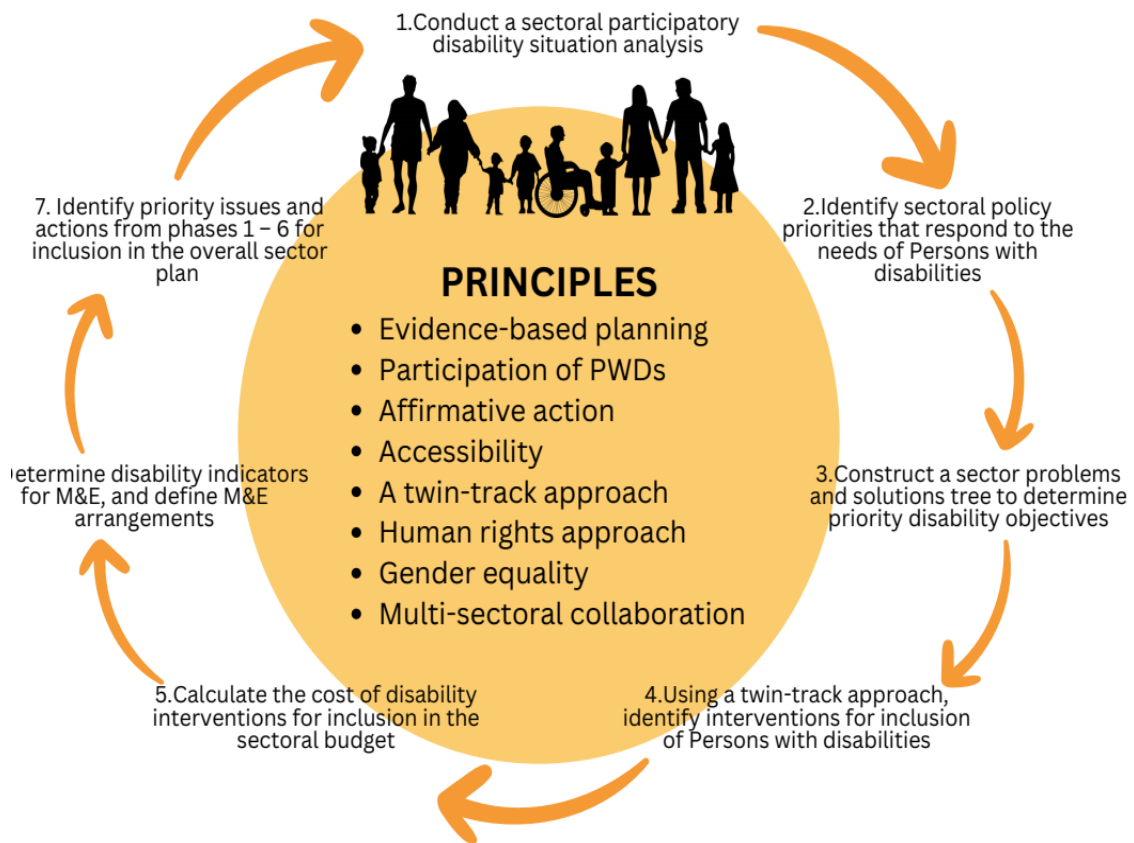 1.Conduct a sectoral participatory
disability situation analysis
2.Identify sectoral policy
priorities that respond to the
needs of Persons with
disabilities
3.Construct a sector problems
and solutions tree to determine
priority disability objectives
4.Using a twin-track approach,
identify interventions for inclusion
of Persons with disabilities
5.Calculate the cost of disability
interventions for inclusion in the
sectoral budget
etermine disability indicators
for M&E, and define M&E
arrangements
7. Identify priority issues and
actions from phases 1 – 6 for
inclusion in the overall sector
plan
PRINCIPLES
• Evidence-based planning
• Participation of PWDs
• Affirmative action
• Accessibility
• A twin-track approach
• Human rights approach
• Gender equality
• Multi-sectoral collaboration